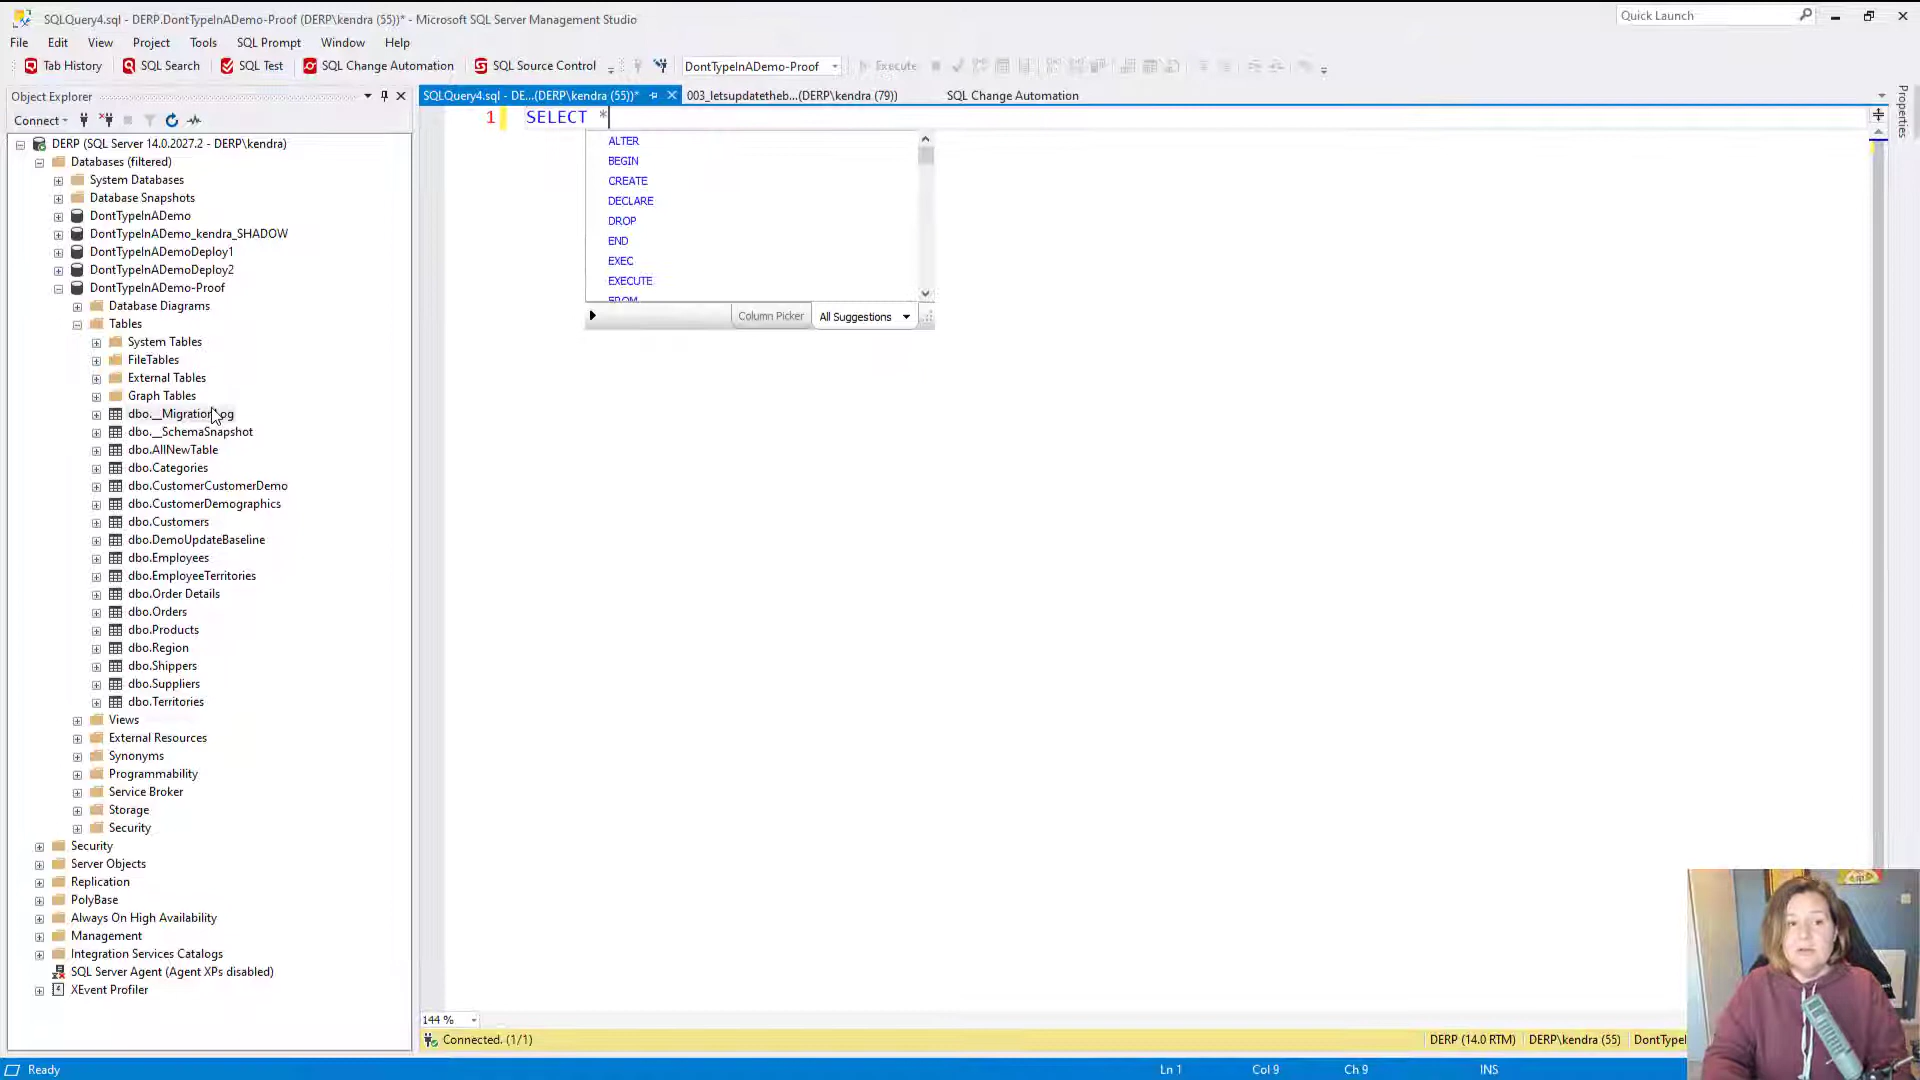 SQLQuery4.sql - DERP.DontTypeInADemo-Proof (DERP\kendra (55))* - Microsoft SQL Server Management Studio
Quick Launch
File Edit View Project Tools SQL Prompt Window Help
Tab History SQL Search SQL Test SQL Change Automation SQL Source Control DontTypeInADemo-Proof Execute
Object Explorer
SQLQuery4.sql - DE...(DERP\kendra (55))* 003_letsupdatetheb...(DERP\kendra (79)) SQL Change Automation
Properties
Connect
1 SELECT *
DERP (SQL Server 14.0.2027.2 - DERP\kendra)
Databases (filtered)
System Databases
Database Snapshots
DontTypeInADemo
DontTypeInADemo_kendra_SHADOW
DontTypeInADemoDeploy1
DontTypeInADemoDeploy2
DontTypeInADemo-Proof
Database Diagrams
Tables
System Tables
FileTables
External Tables
Graph Tables
dbo.__MigrationLog
dbo.__SchemaSnapshot
dbo.AllNewTable
dbo.Categories
dbo.CustomerCustomerDemo
dbo.CustomerDemographics
dbo.Customers
dbo.DemoUpdateBaseline
dbo.Employees
dbo.EmployeeTerritories
dbo.Order Details
dbo.Orders
dbo.Products
dbo.Region
dbo.Shippers
dbo.Suppliers
dbo.Territories
Views
External Resources
Synonyms
Programmability
Service Broker
Storage
Security
Security
Server Objects
Replication
PolyBase
Always On High Availability
Management
Integration Services Catalogs
SQL Server Agent (Agent XPs disabled)
XEvent Profiler
ALTER
BEGIN
CREATE
DECLARE
DROP
END
EXEC
EXECUTE
FROM
Column Picker All Suggestions
144 %
Connected. (1/1) DERP (14.0 RTM) DERP\kendra (55) DontTypeI
Ready Ln 1 Col 9 Ch 9 INS